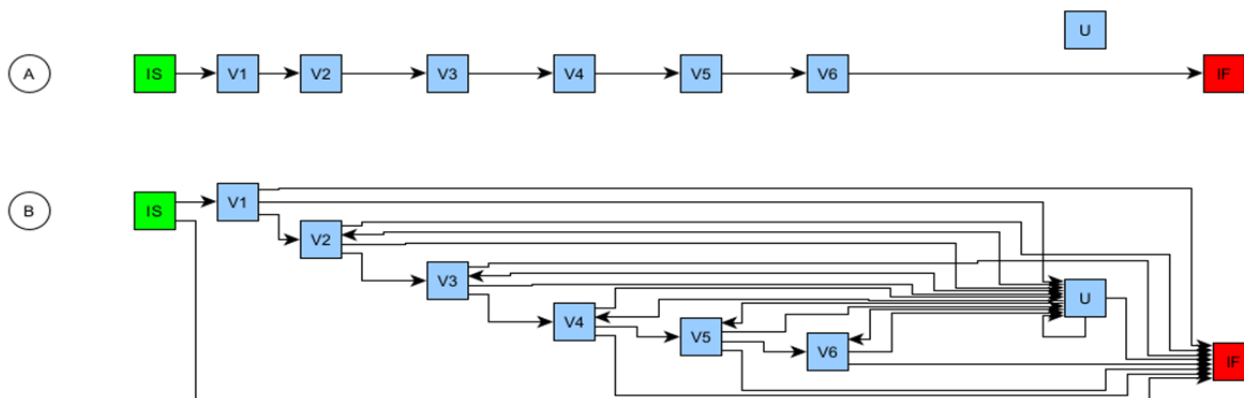 U
A IS V1 V2 V3 V4 V5 V6 IF
B IS V1
V2
V3
U
V4
V5
V6
IF